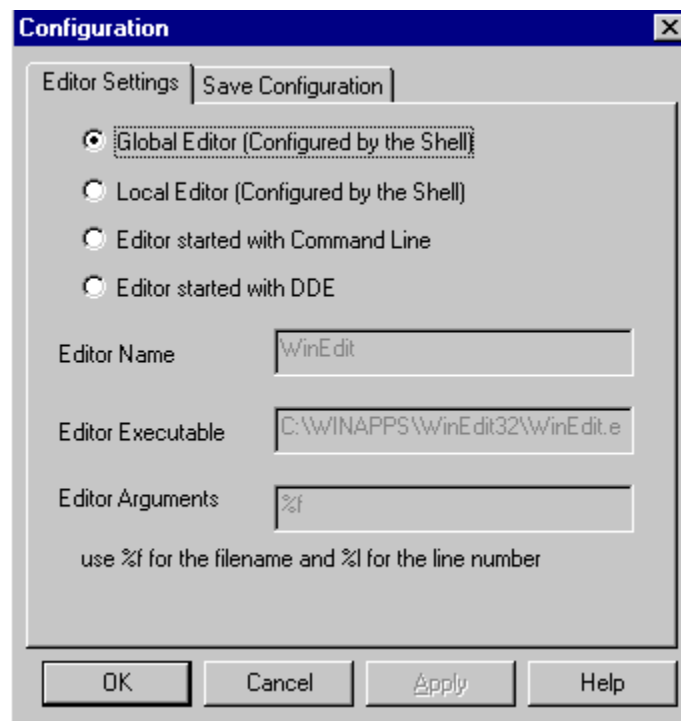 Configuration
Editor Settings
Save Configuration
Global Editor (Configured by the Shell)
Local Editor (Configured by the Shell)
Editor started with Command Line
Editor started with DDE
Editor Name
WinEdit
Editor Executable
C:\WINAPPS\WinEdit32\WinEdit.e
Editor Arguments
%f
use %f for the filename and %l for the line number
OK
Cancel
Apply
Help